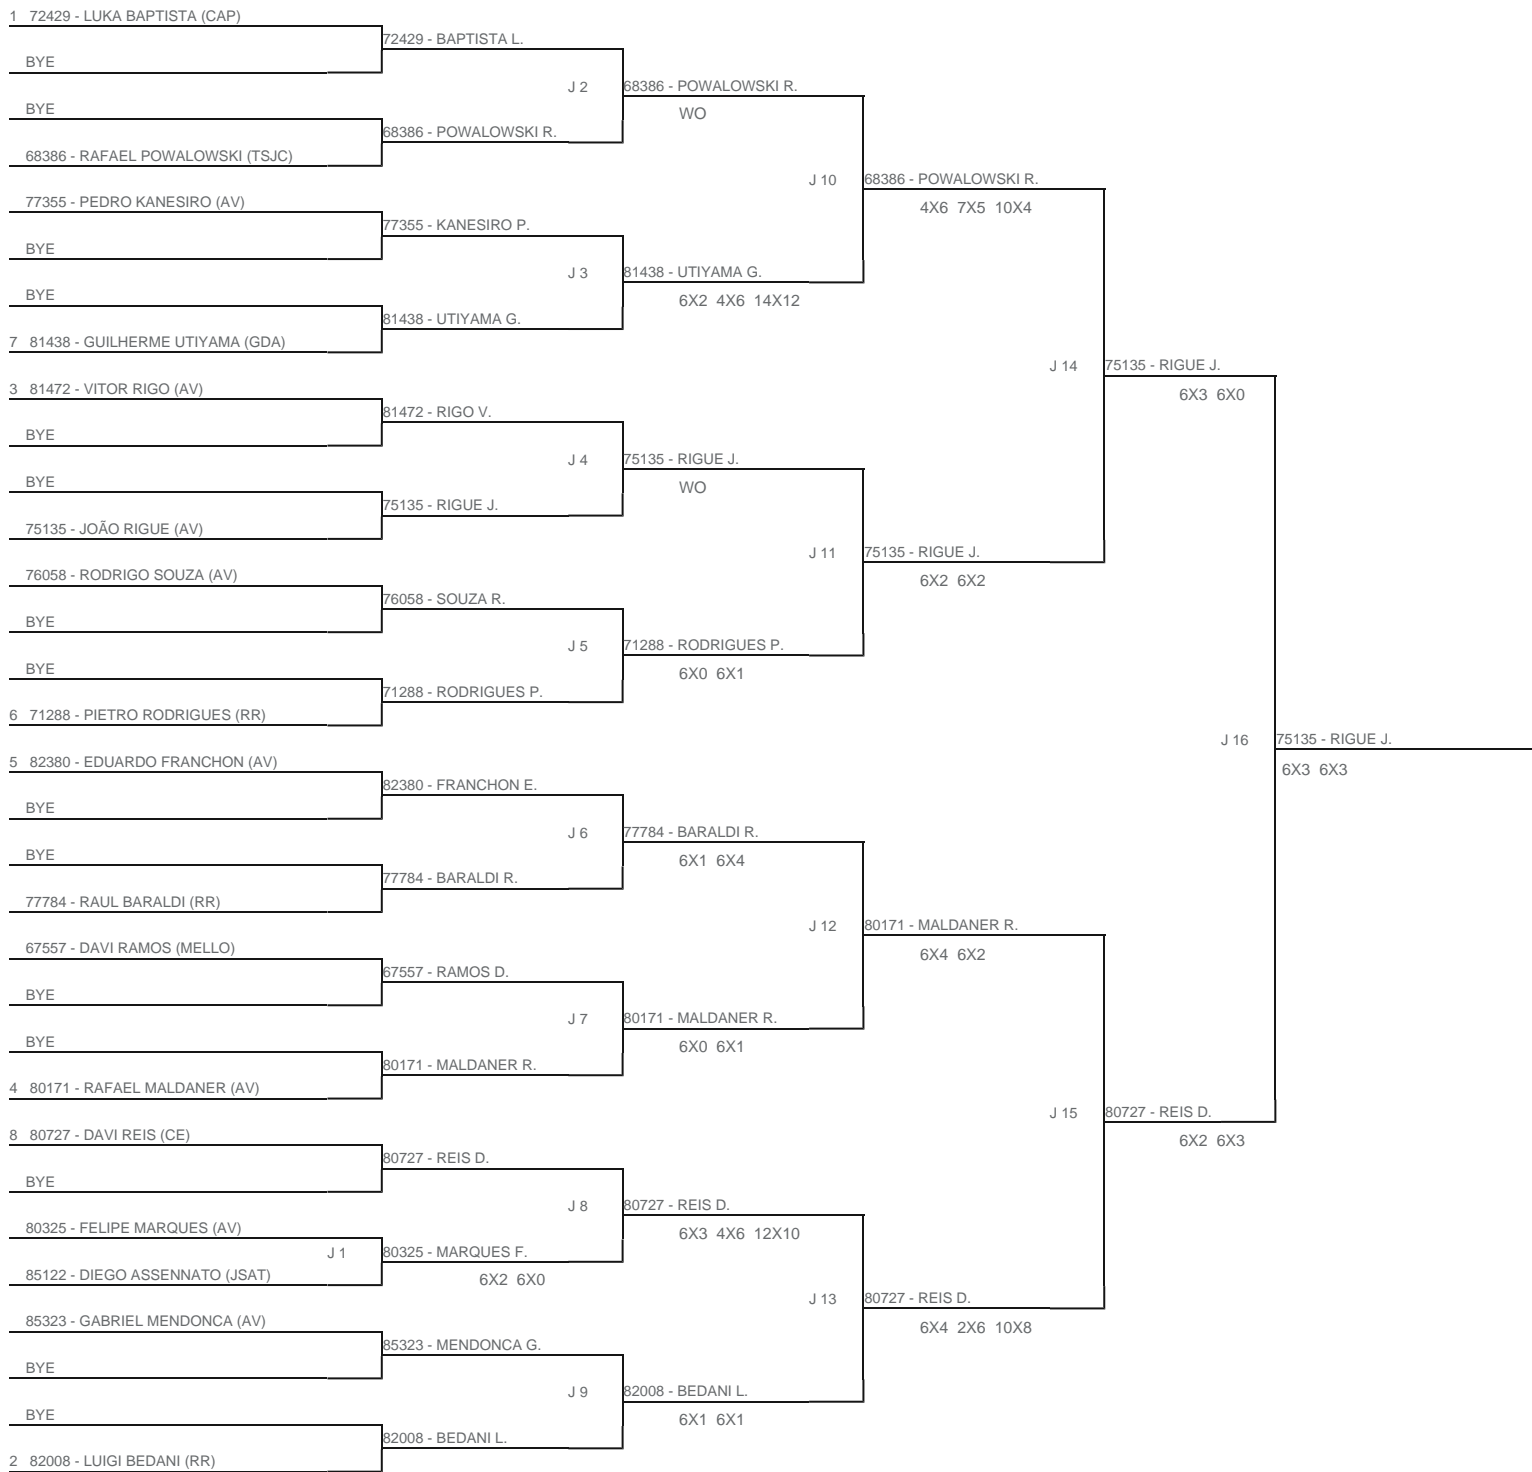 1 72429 - LUKA BAPTISTA (CAP)
72429 - BAPTISTA L.
BYE
J 2
68386 - POWALOWSKI R.
BYE
WO
68386 - POWALOWSKI R.
68386 - RAFAEL POWALOWSKI (TSJC)
J 10
68386 - POWALOWSKI R.
77355 - PEDRO KANESIRO (AV)
4X6 7X5 10X4
77355 - KANESIRO P.
BYE
J 3
81438 - UTIYAMA G.
BYE
6X2 4X6 14X12
81438 - UTIYAMA G.
7 81438 - GUILHERME UTIYAMA (GDA)
J 14
75135 - RIGUE J.
3 81472 - VITOR RIGO (AV)
6X3 6X0
81472 - RIGO V.
BYE
J 4
75135 - RIGUE J.
BYE
WO
75135 - RIGUE J.
75135 - JOÃO RIGUE (AV)
J 11
75135 - RIGUE J.
76058 - RODRIGO SOUZA (AV)
6X2 6X2
76058 - SOUZA R.
BYE
J 5
71288 - RODRIGUES P.
BYE
6X0 6X1
71288 - RODRIGUES P.
6 71288 - PIETRO RODRIGUES (RR)
J 16
75135 - RIGUE J.
5 82380 - EDUARDO FRANCHON (AV)
6X3 6X3
82380 - FRANCHON E.
BYE
J 6
77784 - BARALDI R.
BYE
6X1 6X4
77784 - BARALDI R.
77784 - RAUL BARALDI (RR)
J 12
80171 - MALDANER R.
67557 - DAVI RAMOS (MELLO)
6X4 6X2
67557 - RAMOS D.
BYE
J 7
80171 - MALDANER R.
BYE
6X0 6X1
80171 - MALDANER R.
4 80171 - RAFAEL MALDANER (AV)
J 15
80727 - REIS D.
8 80727 - DAVI REIS (CE)
6X2 6X3
80727 - REIS D.
BYE
J 8
80727 - REIS D.
80325 - FELIPE MARQUES (AV)
6X3 4X6 12X10
J 1
80325 - MARQUES F.
85122 - DIEGO ASSENNATO (JSAT)
6X2 6X0
J 13
80727 - REIS D.
85323 - GABRIEL MENDONCA (AV)
6X4 2X6 10X8
85323 - MENDONCA G.
BYE
J 9
82008 - BEDANI L.
BYE
6X1 6X1
82008 - BEDANI L.
2 82008 - LUIGI BEDANI (RR)